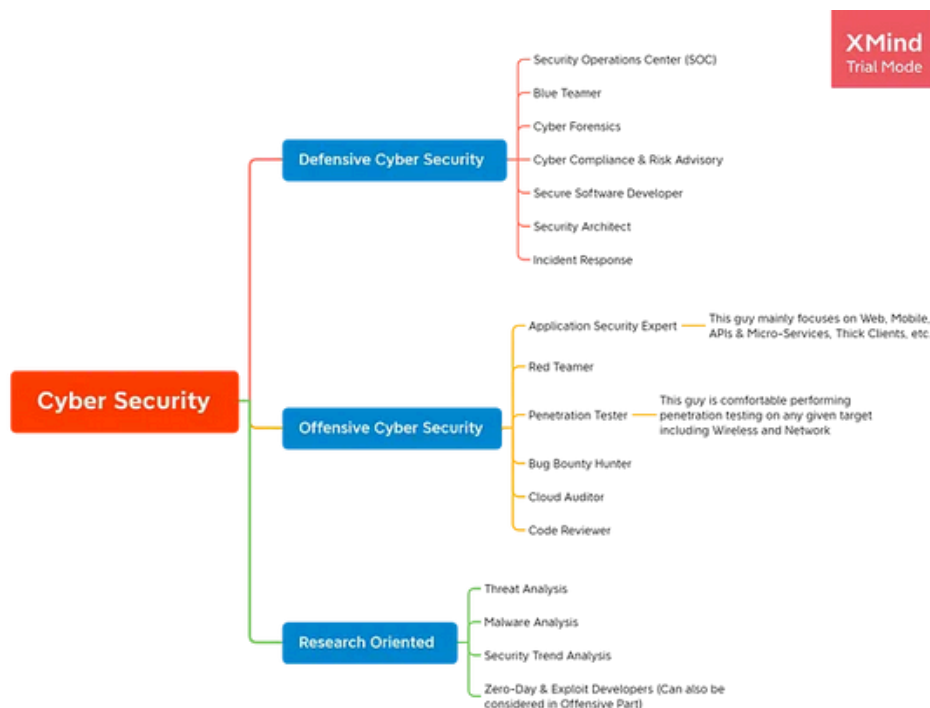 XMind
Trial Mode
Security Operations Center (SOC)
Blue Teamer
Cyber Forensics
Defensive Cyber Security
Cyber Compliance & Risk Advisory
Secure Software Developer
Security Architect
Incident Response
Application Security Expert
This guy mainly focuses on Web, Mobile,
APIs & Micro-Services, Thick Clients, etc
Red Teamer
Cyber Security
Offensive Cyber Security
Penetration Tester
This guy is comfortable performing
penetration testing on any given target
including Wireless and Network
Bug Bounty Hunter
Cloud Auditor
Code Reviewer
Threat Analysis
Malware Analysis
Research Oriented
Security Trend Analysis
Zero-Day & Exploit Developers (Can also be
considered in Offensive Part)